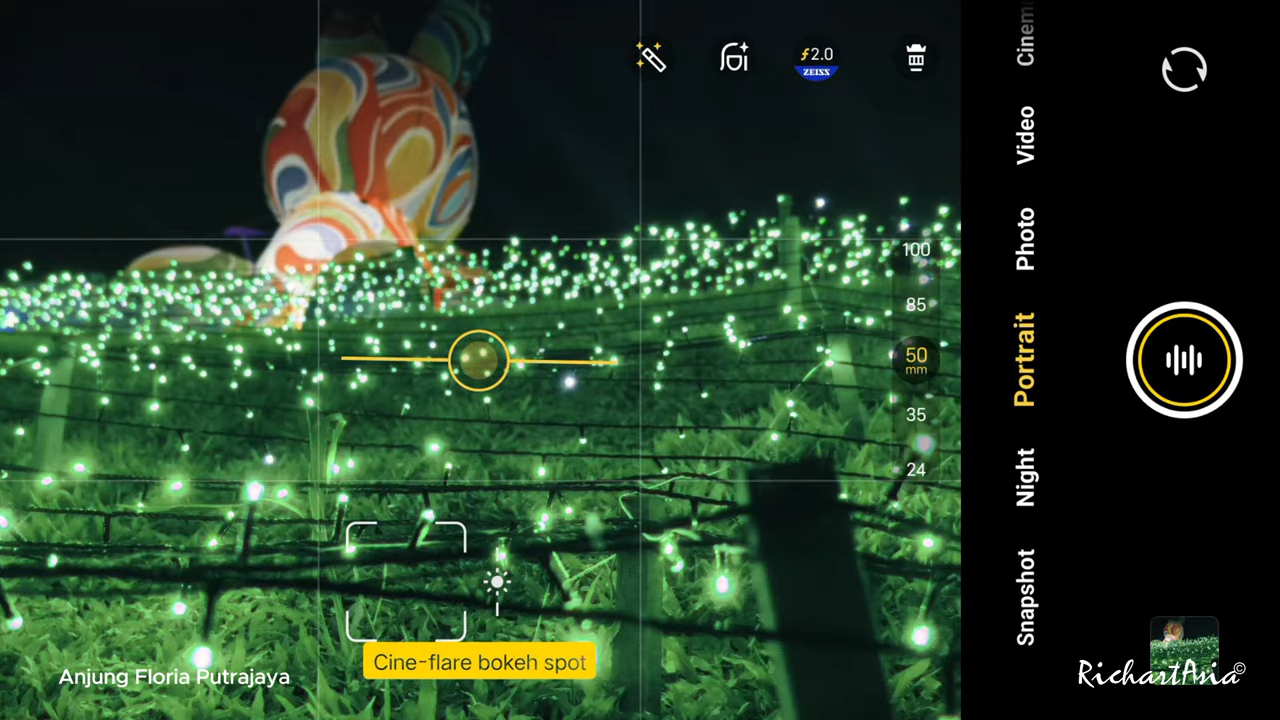 ƒ2.0
ZEISS
100
85
50
mm
35
24
Cinem
Video
Photo
Portrait
Night
Snapshot
Cine-flare bokeh spot
Anjung Floria Putrajaya
RichartAsia©